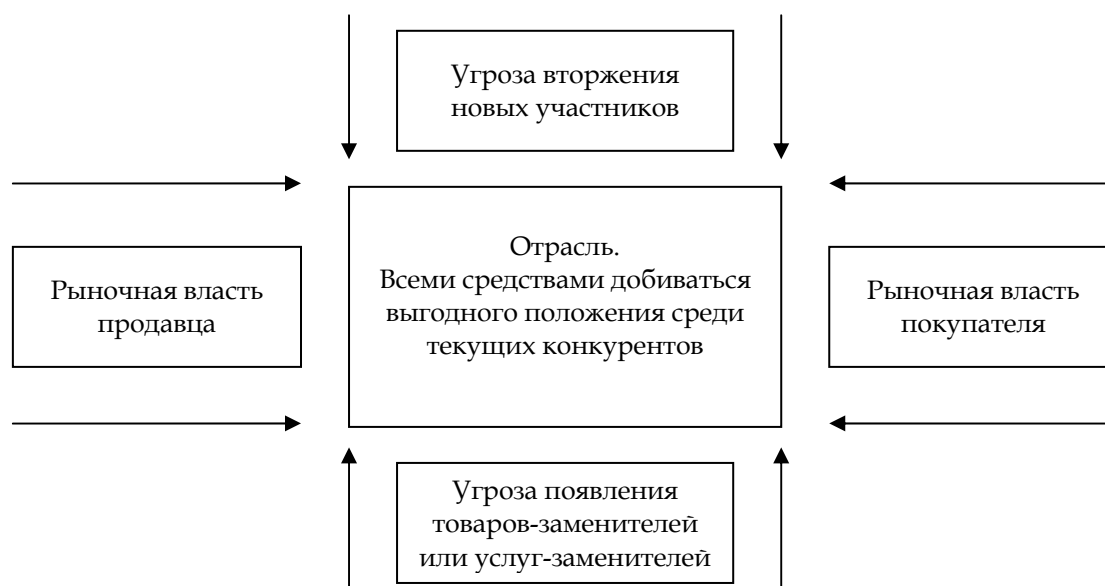 Угроза вторжения
новых участников
Рыночная власть
продавца
Отрасль.
Всеми средствами добиваться
выгодного положения среди
текущих конкурентов
Рыночная власть
покупателя
Угроза появления
товаров-заменителей
или услуг-заменителей